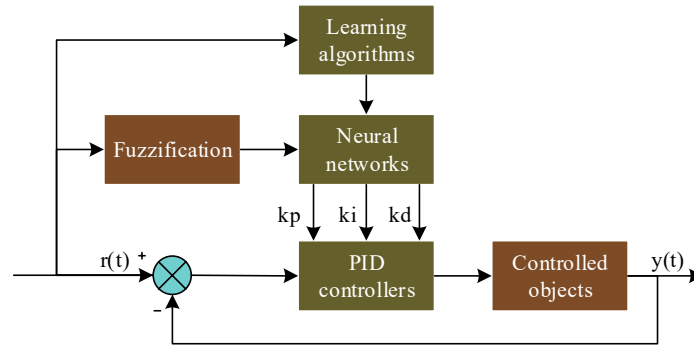 Learning
algorithms
Fuzzification
Neural
networks
kp ki kd
r(t) +
PID
controllers
Controlled
objects
y(t)
−